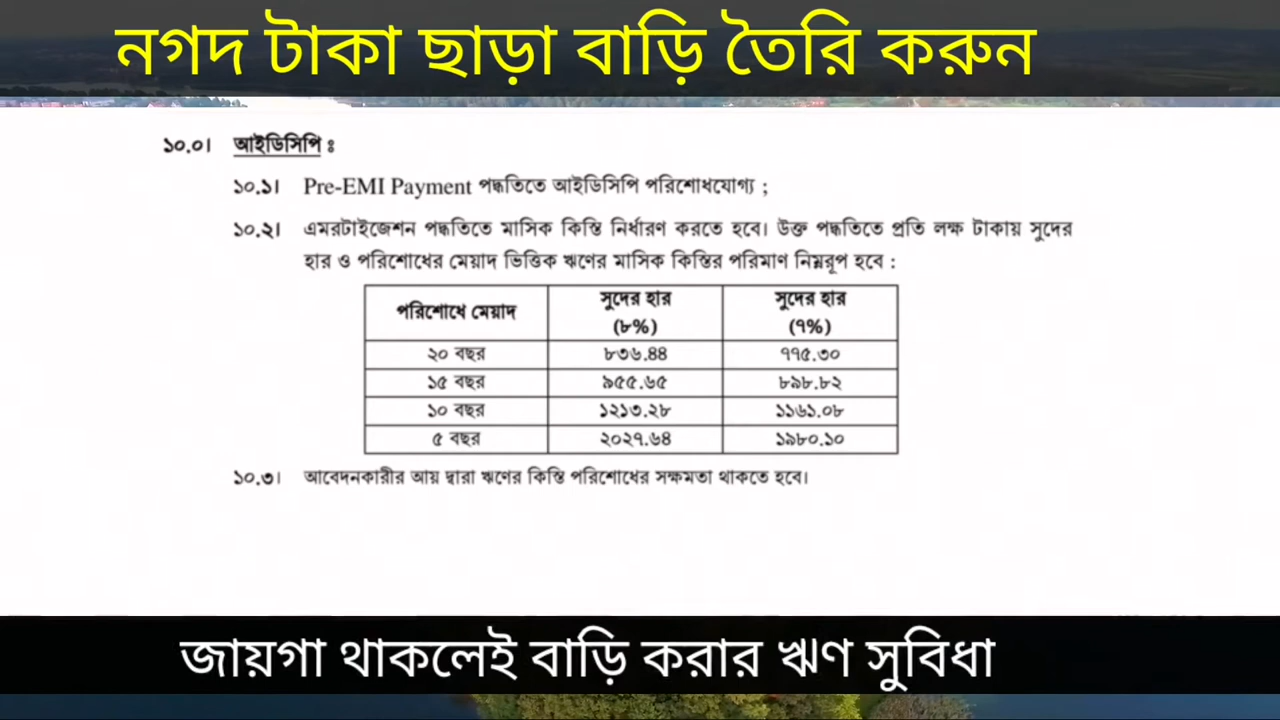 নগদ টাকা ছাড়া বাড়ি তৈরি করুন
১০.০। আইডিসিপি ঃ
১০.১। Pre-EMI Payment পদ্ধতিতে আইডিসিপি পরিশোধযোগ্য ;
১০.২। এমরটাইজেশন পদ্ধতিতে মাসিক কিস্তি নির্ধারণ করতে হবে। উক্ত পদ্ধতিতে প্রতি লক্ষ টাকায় সুদের
হার ও পরিশোধের মেয়াদ ভিত্তিক ঋণের মাসিক কিস্তির পরিমাণ নিম্নরূপ হবে :
পরিশোধে মেয়াদ সুদের হার (৮%) সুদের হার (৭%)
২০ বছর ৮৩৬.৪৪ ৭৭৫.৩০
১৫ বছর ৯৫৫.৬৫ ৮৯৮.৮২
১০ বছর ১২১৩.২৮ ১১৬১.০৮
৫ বছর ২০২৭.৬৪ ১৯৮০.১০
১০.৩। আবেদনকারীর আয় দ্বারা ঋণের কিস্তি পরিশোধের সক্ষমতা থাকতে হবে।
জায়গা থাকলেই বাড়ি করার ঋণ সুবিধা